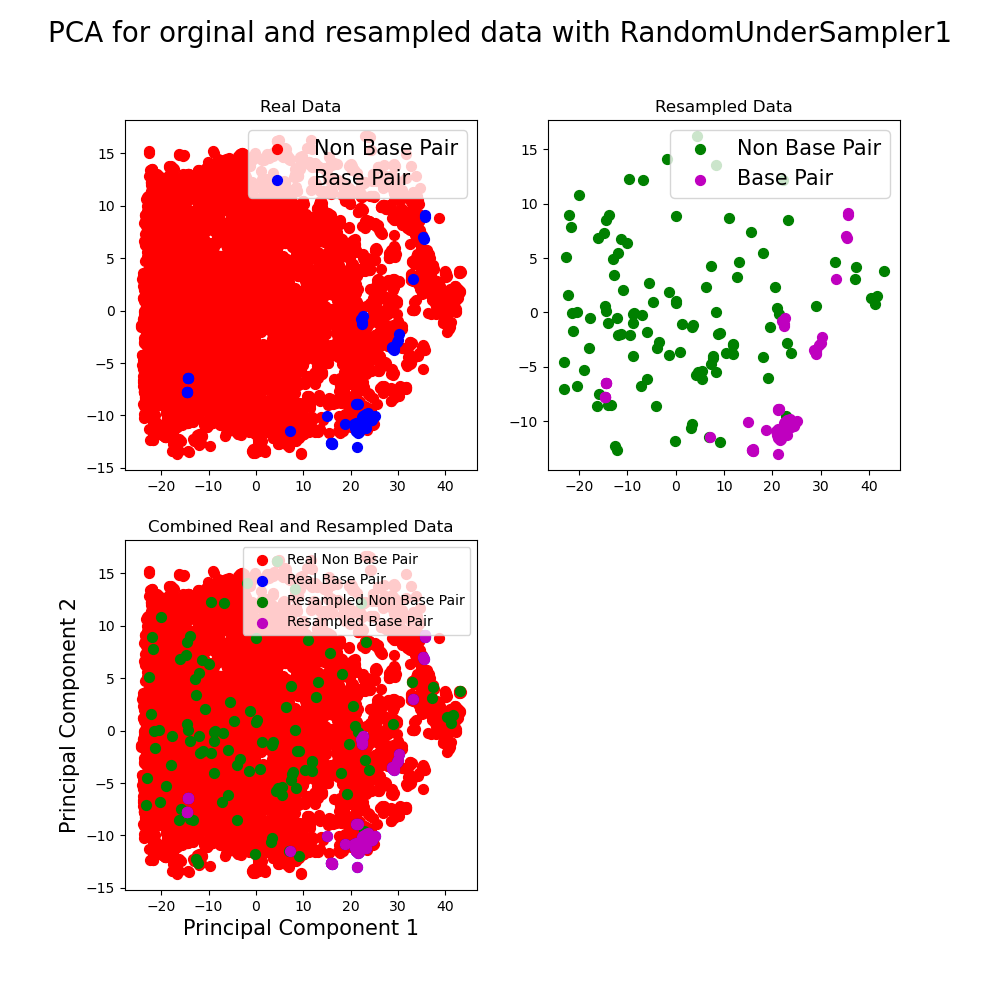 PCA for orginal and resampled data with RandomUnderSampler1
Real Data
Non Base Pair
Base Pair
15
10
5
0
−5
−10
−15
−20
−10
0
10
20
30
40
Resampled Data
Non Base Pair
Base Pair
15
10
5
0
−5
−10
−20
−10
0
10
20
30
40
Combined Real and Resampled Data
Real Non Base Pair
Real Base Pair
Resampled Non Base Pair
Resampled Base Pair
Principal Component 2
15
10
5
0
−5
−10
−15
−20
−10
0
10
20
30
40
Principal Component 1